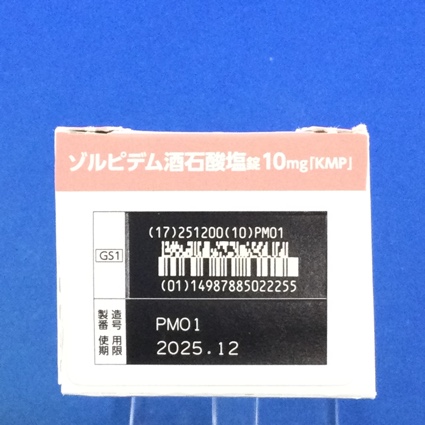 ゾルピデム酒石酸塩錠10mg「KMP」
(17)251200(10)PM01
GS1
(01)14987885022255
製造番号 PM01
使用期限 2025.12